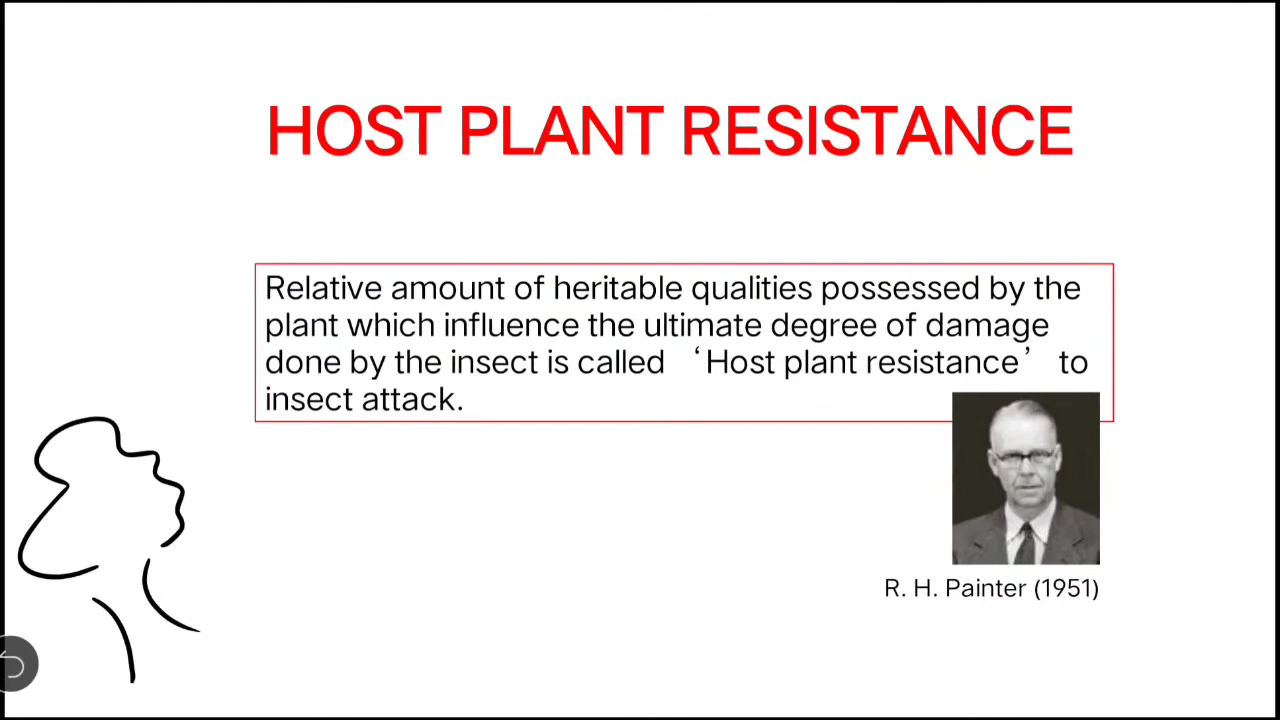 HOST PLANT RESISTANCE
Relative amount of heritable qualities possessed by the
plant which influence the ultimate degree of damage
done by the insect is called ‘Host plant resistance’ to
insect attack.
R. H. Painter (1951)